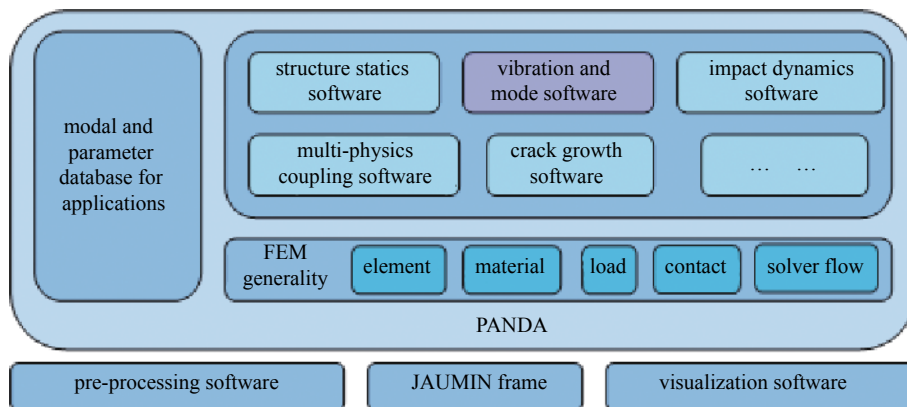 modal and
parameter
database for
applications
structure statics
software
vibration and
mode software
impact dynamics
software
multi-physics
coupling software
crack growth
software
… …
FEM
generality
element
material
load
contact
solver flow
PANDA
pre-processing software
JAUMIN frame
visualization software